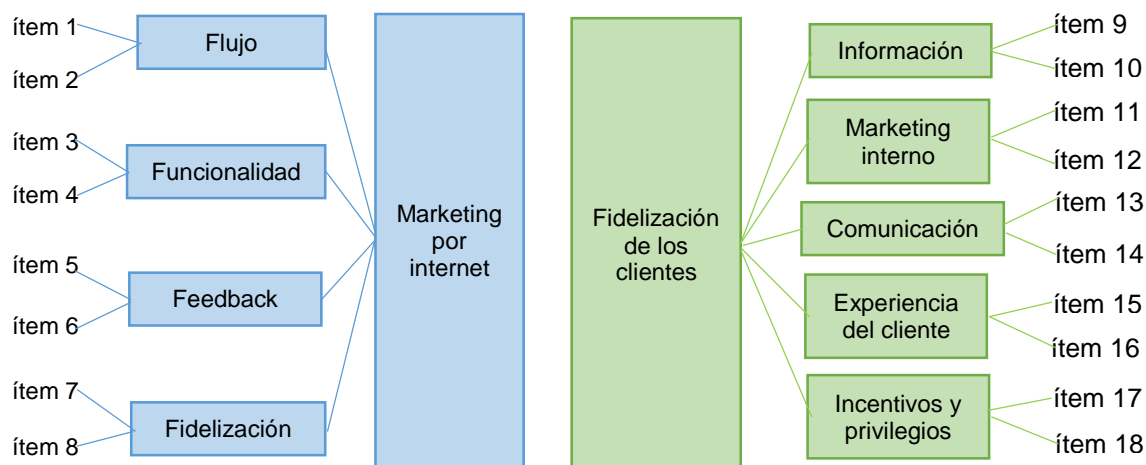 ítem 1
ítem 2
Flujo
ítem 3
ítem 4
Funcionalidad
ítem 5
ítem 6
Feedback
ítem 7
ítem 8
Fidelización
Marketing
por
internet
Fidelización
de los
clientes
Información
ítem 9
ítem 10
Marketing
interno
ítem 11
ítem 12
Comunicación
ítem 13
ítem 14
Experiencia
del cliente
ítem 15
ítem 16
Incentivos y
privilegios
ítem 17
ítem 18